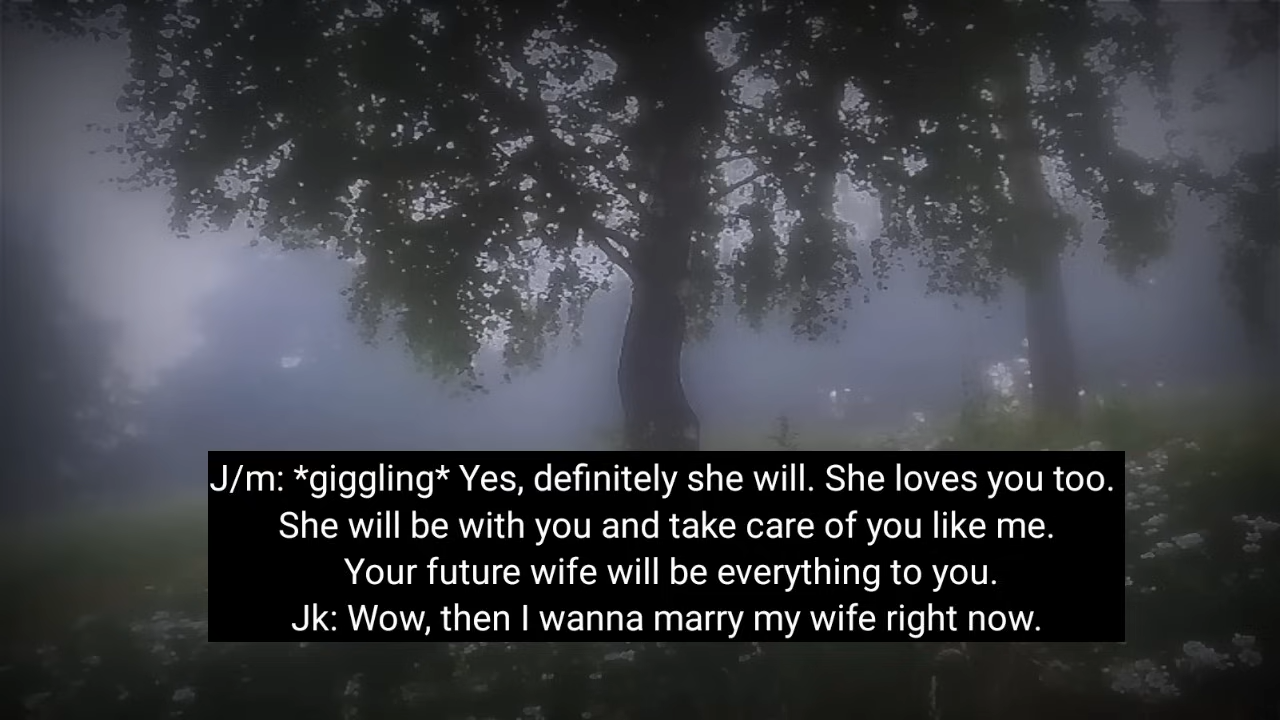 J/m: *giggling* Yes, definitely she will. She loves you too.
She will be with you and take care of you like me.
Your future wife will be everything to you.
Jk: Wow, then I wanna marry my wife right now.